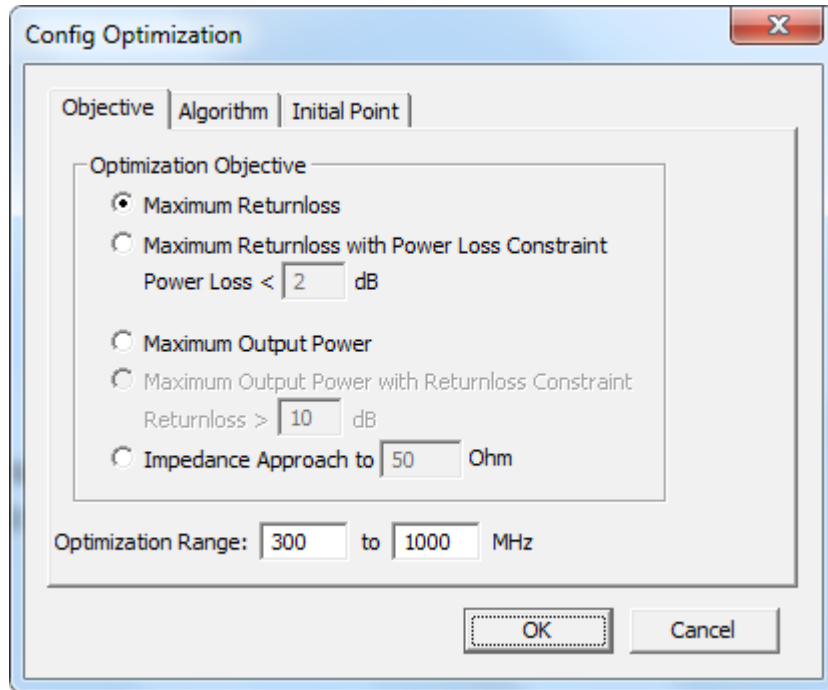 Config Optimization
Objective Algorithm Initial Point
Optimization Objective
Maximum Returnloss
Maximum Returnloss with Power Loss Constraint
Power Loss < 2 dB
Maximum Output Power
Maximum Output Power with Returnloss Constraint
Returnloss > 10 dB
Impedance Approach to 50 Ohm
Optimization Range: 300 to 1000 MHz
OK Cancel